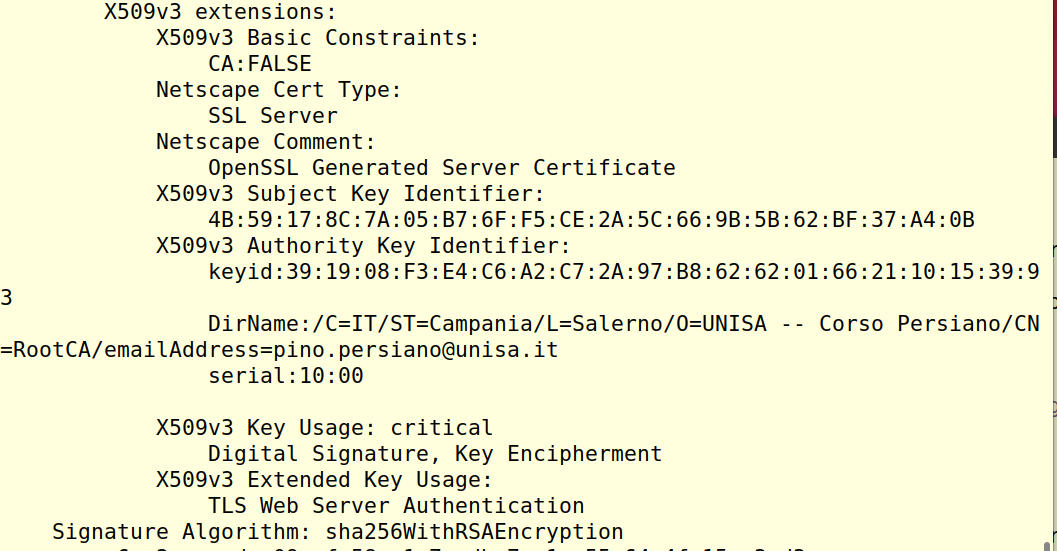 X509v3 extensions:
X509v3 Basic Constraints:
CA:FALSE
Netscape Cert Type:
SSL Server
Netscape Comment:
OpenSSL Generated Server Certificate
X509v3 Subject Key Identifier:
4B:59:17:8C:7A:05:B7:6F:F5:CE:2A:5C:66:9B:5B:62:BF:37:A4:0B
X509v3 Authority Key Identifier:
keyid:39:19:08:F3:E4:C6:A2:C7:2A:97:B8:62:62:01:66:21:10:15:39:9
3
DirName:/C=IT/ST=Campania/L=Salerno/O=UNISA -- Corso Persiano/CN
=RootCA/emailAddress=pino.persiano@unisa.it
serial:10:00
X509v3 Key Usage: critical
Digital Signature, Key Encipherment
X509v3 Extended Key Usage:
TLS Web Server Authentication
Signature Algorithm: sha256WithRSAEncryption